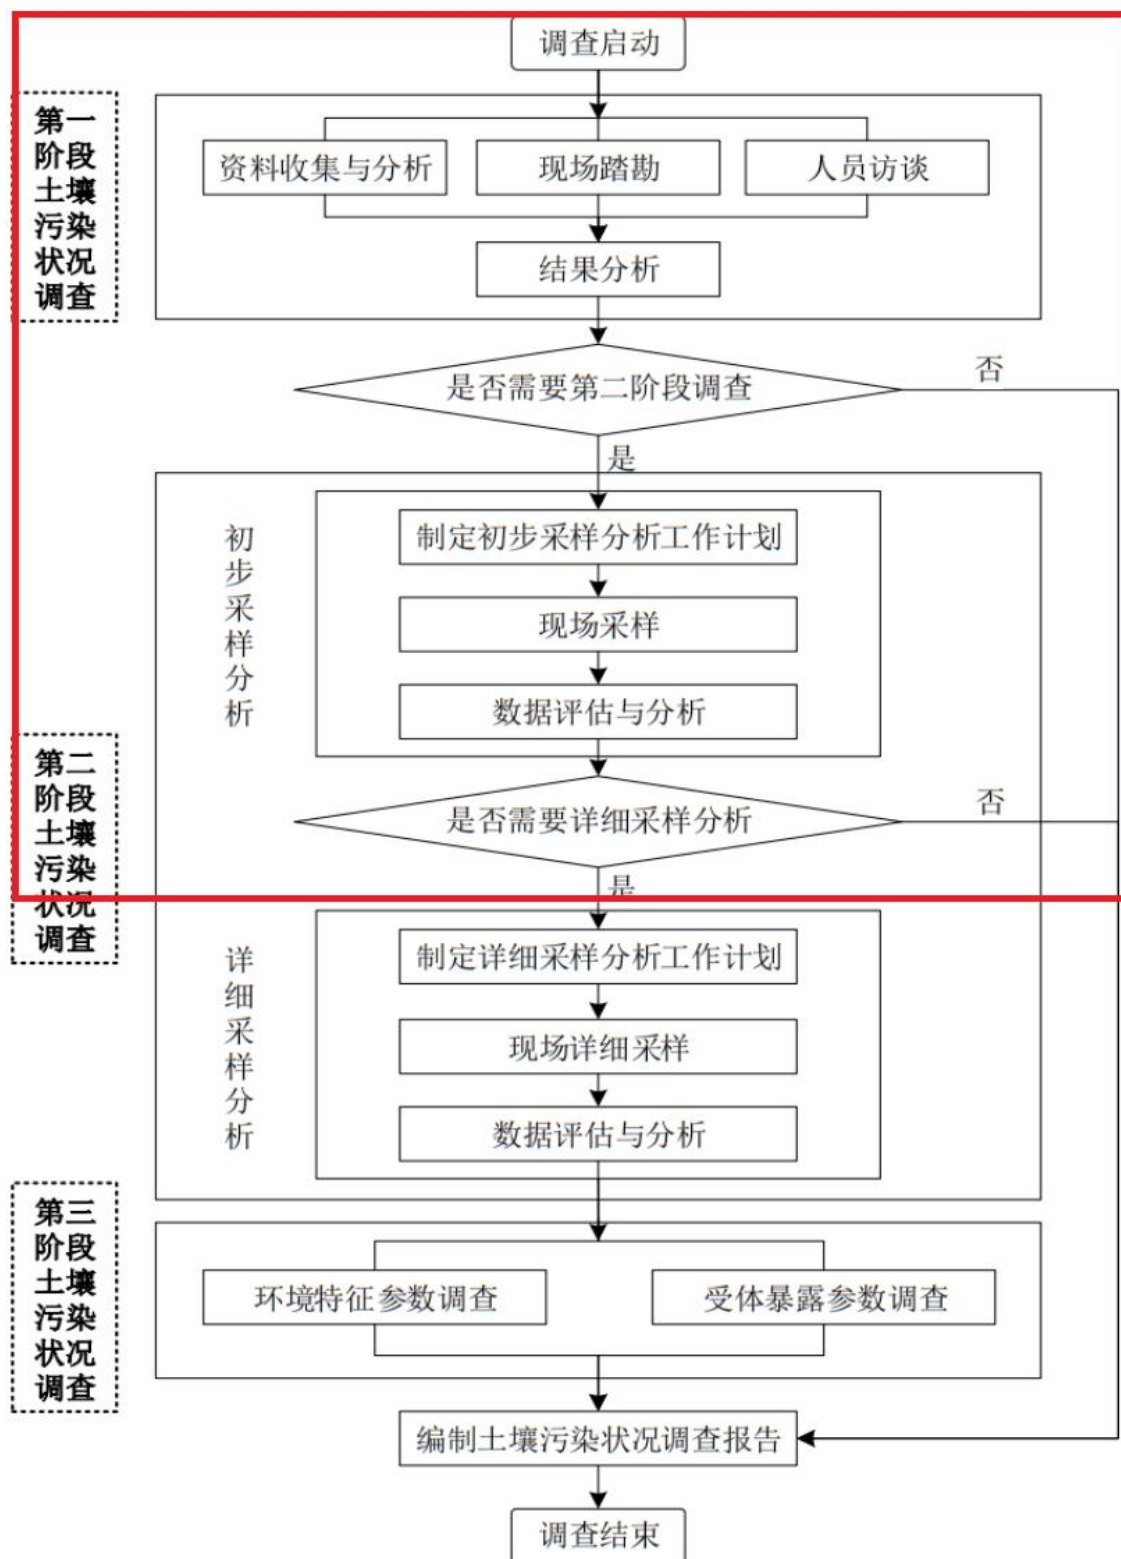 调查启动
第一
阶段
土壤
污染
状况
调查
资料收集与分析
现场踏勘
人员访谈
结果分析
是否需要第二阶段调查
否
是
初
步
采
样
分
析
制定初步采样分析工作计划
现场采样
数据评估与分析
第二
阶段
土壤
污染
状况
调查
是否需要详细采样分析
否
是
详
细
采
样
分
析
制定详细采样分析工作计划
现场详细采样
数据评估与分析
第三
阶段
土壤
污染
状况
调查
环境特征参数调查
受体暴露参数调查
编制土壤污染状况调查报告
调查结束